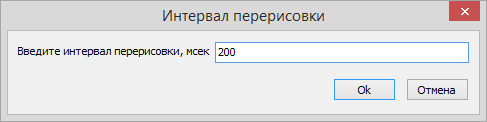 Интервал перерисовки
Введите интервал перерисовки, мсек 200
Ok Отмена